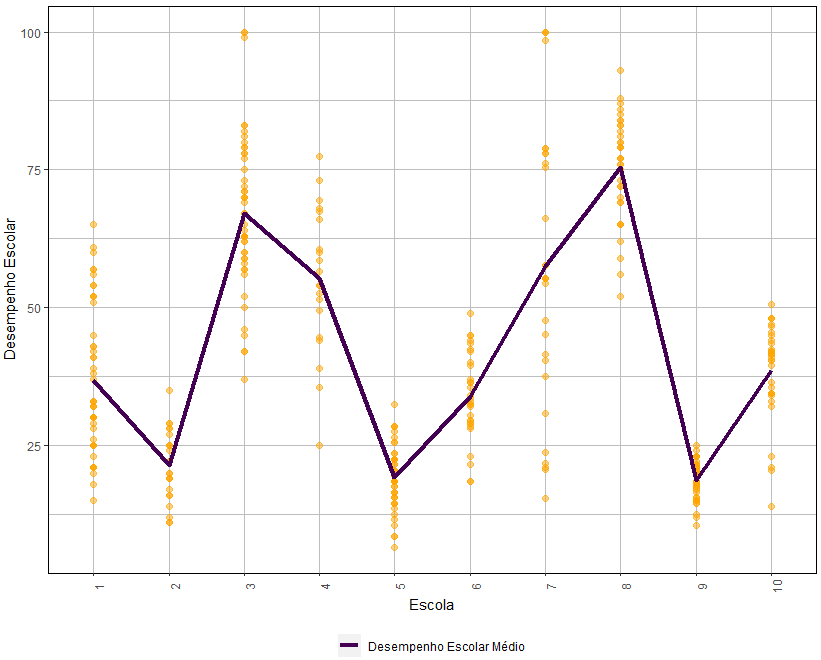 Desempenho Escolar
100
75
50
25
1 2 3 4 5 6 7 8 9 10
Escola
Desempenho Escolar Médio